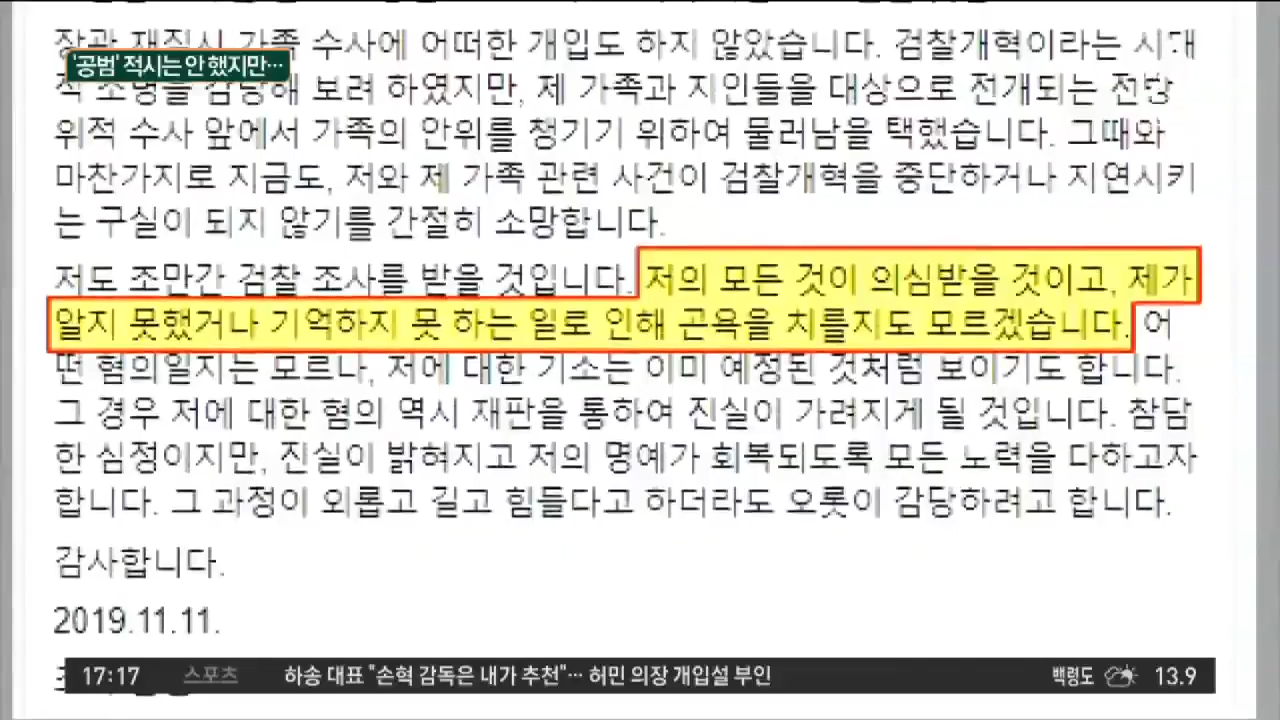 장관 재직시 가족 수사에 어떠한 개입도 하지 않았습니다. 검찰개혁이라는 시대
'공범' 적시는 안 했지만…
적 소명을 감당해 보려 하였지만, 제 가족과 지인들을 대상으로 전개되는 전방
위적 수사 앞에서 가족의 안위를 챙기기 위하여 물러남을 택했습니다. 그때와
마찬가지로 지금도, 저와 제 가족 관련 사건이 검찰개혁을 중단하거나 지연시키
는 구실이 되지 않기를 간절히 소망합니다.
저도 조만간 검찰 조사를 받을 것입니다. 저의 모든 것이 의심받을 것이고, 제가
알지 못했거나 기억하지 못 하는 일로 인해 곤욕을 치를지도 모르겠습니다. 어
떤 혐의일지는 모르나, 저에 대한 기소는 이미 예정된 것처럼 보이기도 합니다.
그 경우 저에 대한 혐의 역시 재판을 통하여 진실이 가려지게 될 것입니다. 참담
한 심정이지만, 진실이 밝혀지고 저의 명예가 회복되도록 모든 노력을 다하고자
합니다. 그 과정이 외롭고 길고 힘들다고 하더라도 오롯이 감당하려고 합니다.
감사합니다.
2019.11.11.
17:17 스포츠 하송 대표 "손혁 감독은 내가 추천"… 허민 의장 개입설 부인 백령도 13.9